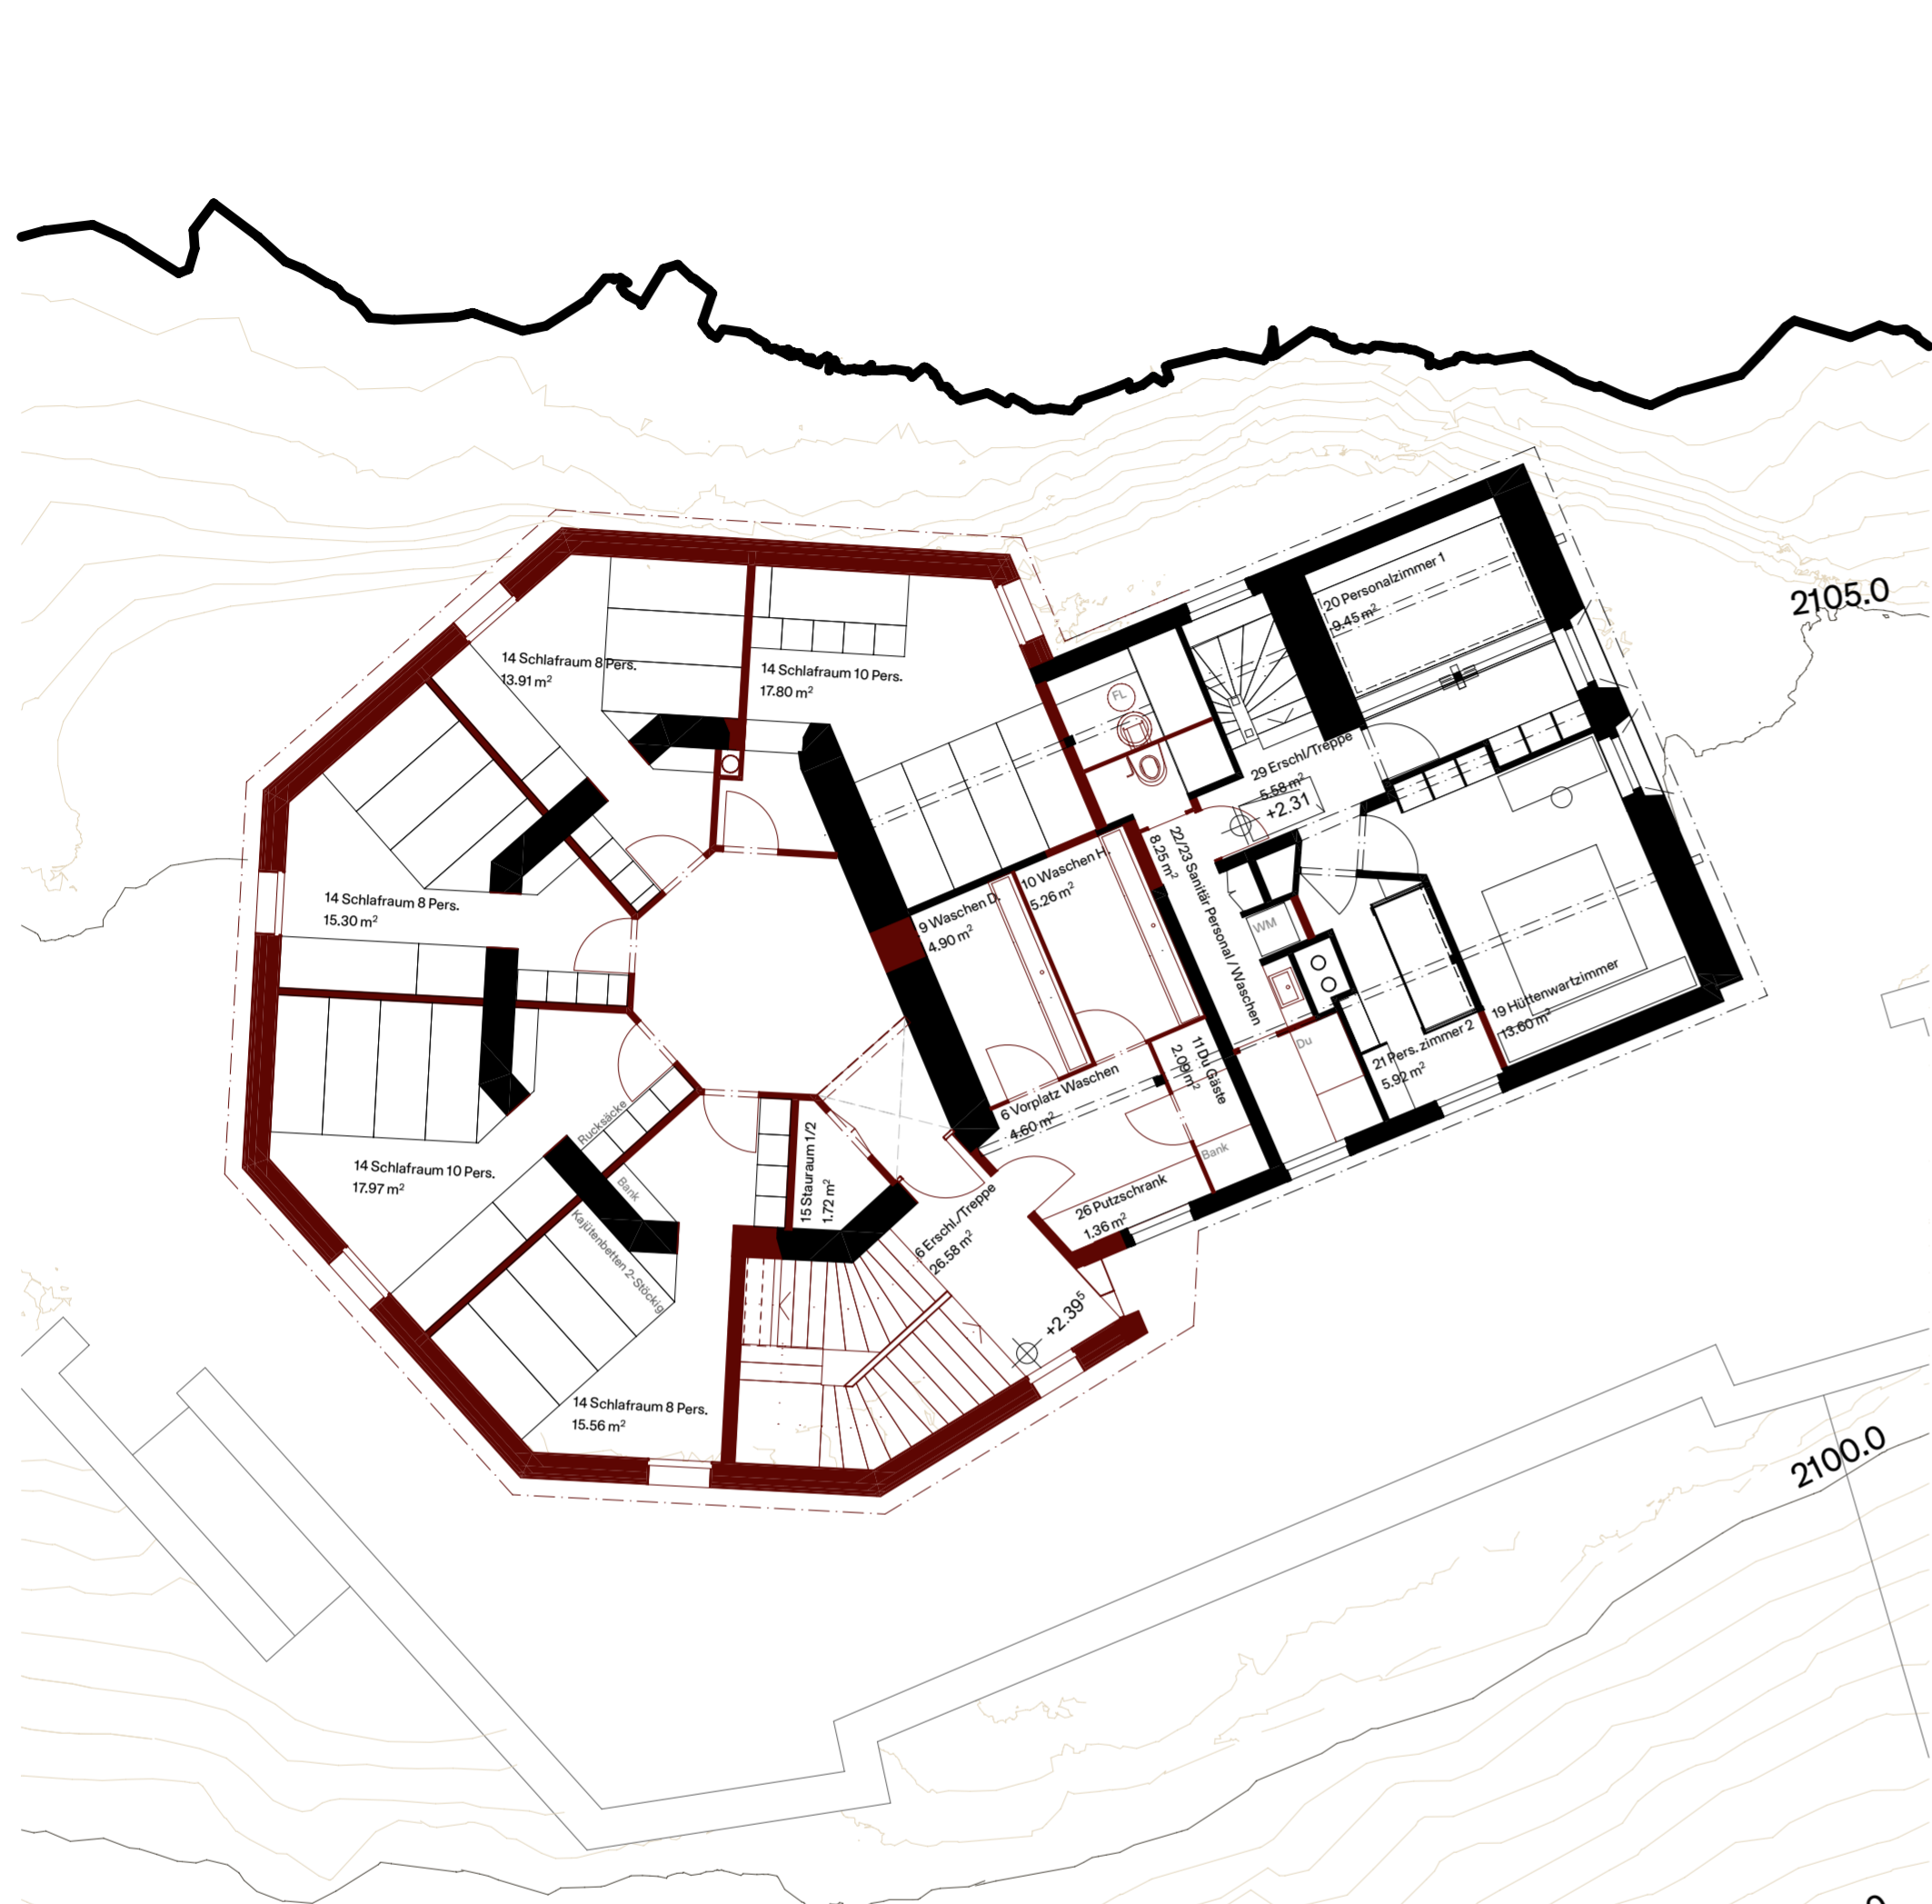 2105.0
20 Personalzimmer 1
9.45 m²
14 Schlafraum 8 Pers.
13.91 m²
14 Schlafraum 10 Pers.
17.80 m²
FL
29 Erschl/Treppe
5.58 m²
+2.31
22/23 Sanitär Personal / Waschen
8.25 m²
10 Waschen H.
5.26 m²
9 Waschen D.
4.90 m²
14 Schlafraum 8 Pers.
15.30 m²
WM
19 Hüttenwartzimmer
13.60 m²
Du
21 Pers. zimmer 2
5.92 m²
11 Du Gäste
2.09 m²
6 Vorplatz Waschen
4.60 m²
Bank
Rucksäcke
14 Schlafraum 10 Pers.
17.97 m²
Bank
Kajütenbetten 2-Stöckig
15 Stauraum 1/2
1.72 m²
26 Putzschrank
1.36 m²
6 Erschl./Treppe
26.58 m²
+2.39⁵
14 Schlafraum 8 Pers.
15.56 m²
2100.0